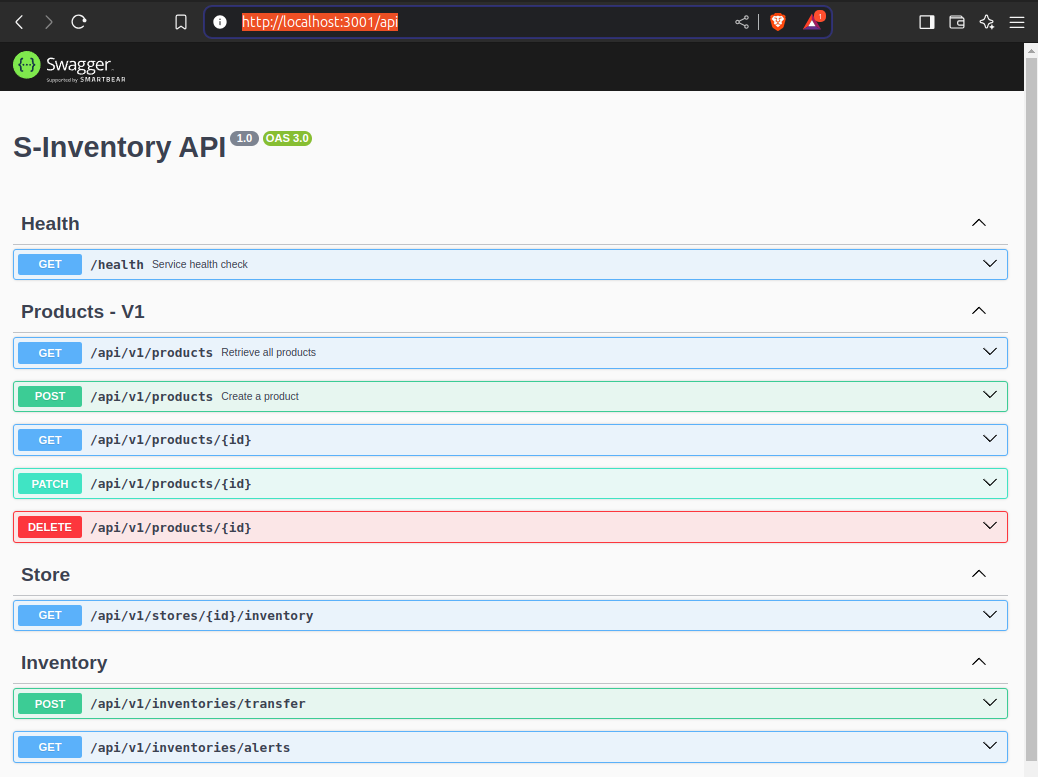 http://localhost:3001/api
1
Swagger.
Supported by SMARTBEAR
S-Inventory API 1.0 OAS 3.0
Health
GET /health Service health check
Products - V1
GET /api/v1/products Retrieve all products
POST /api/v1/products Create a product
GET /api/v1/products/{id}
PATCH /api/v1/products/{id}
DELETE /api/v1/products/{id}
Store
GET /api/v1/stores/{id}/inventory
Inventory
POST /api/v1/inventories/transfer
GET /api/v1/inventories/alerts